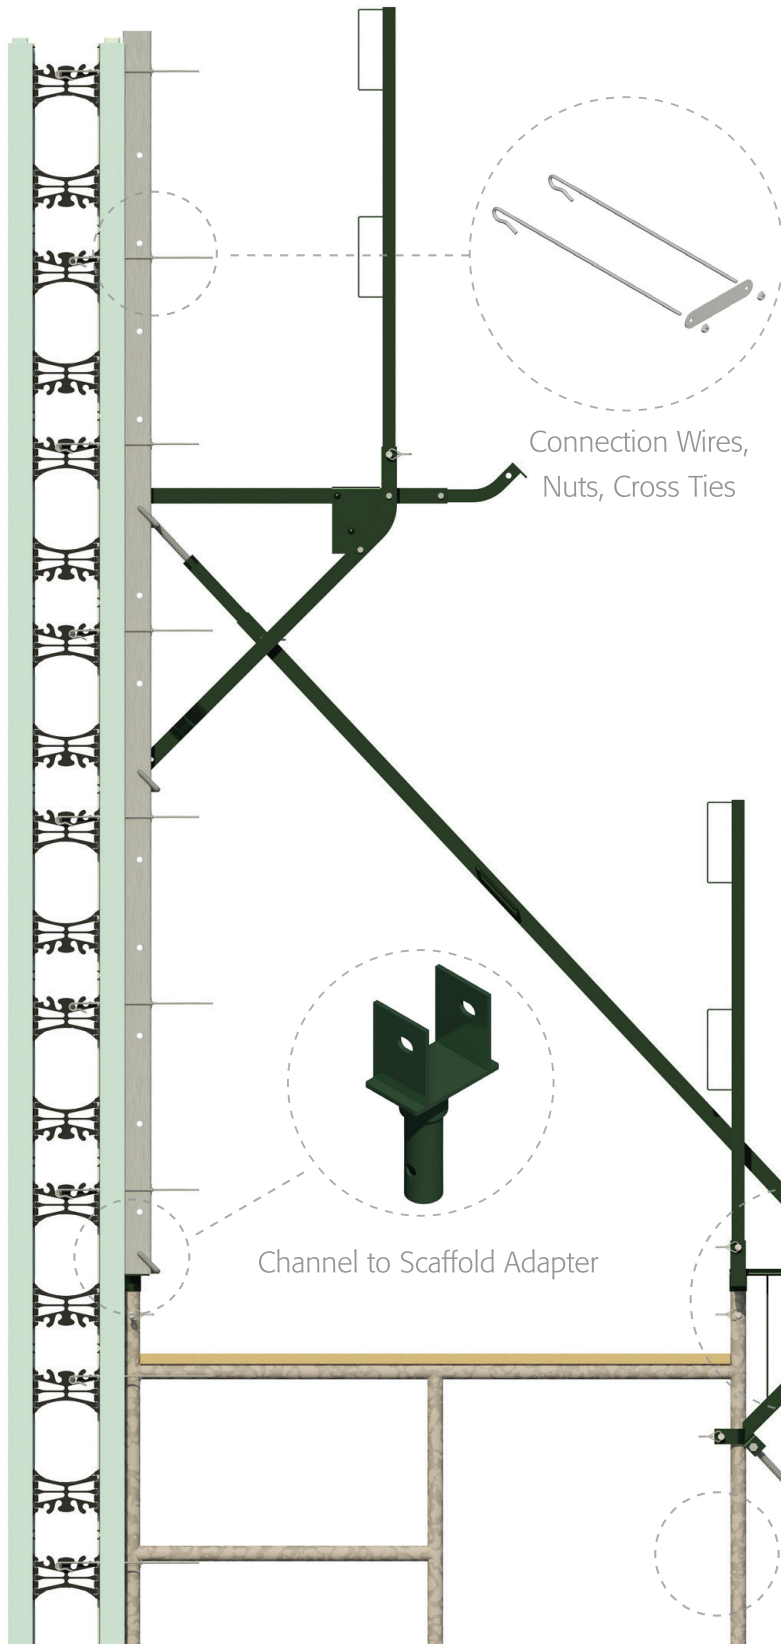 Connection Wires,
Nuts, Cross Ties
Channel to Scaffold Adapter